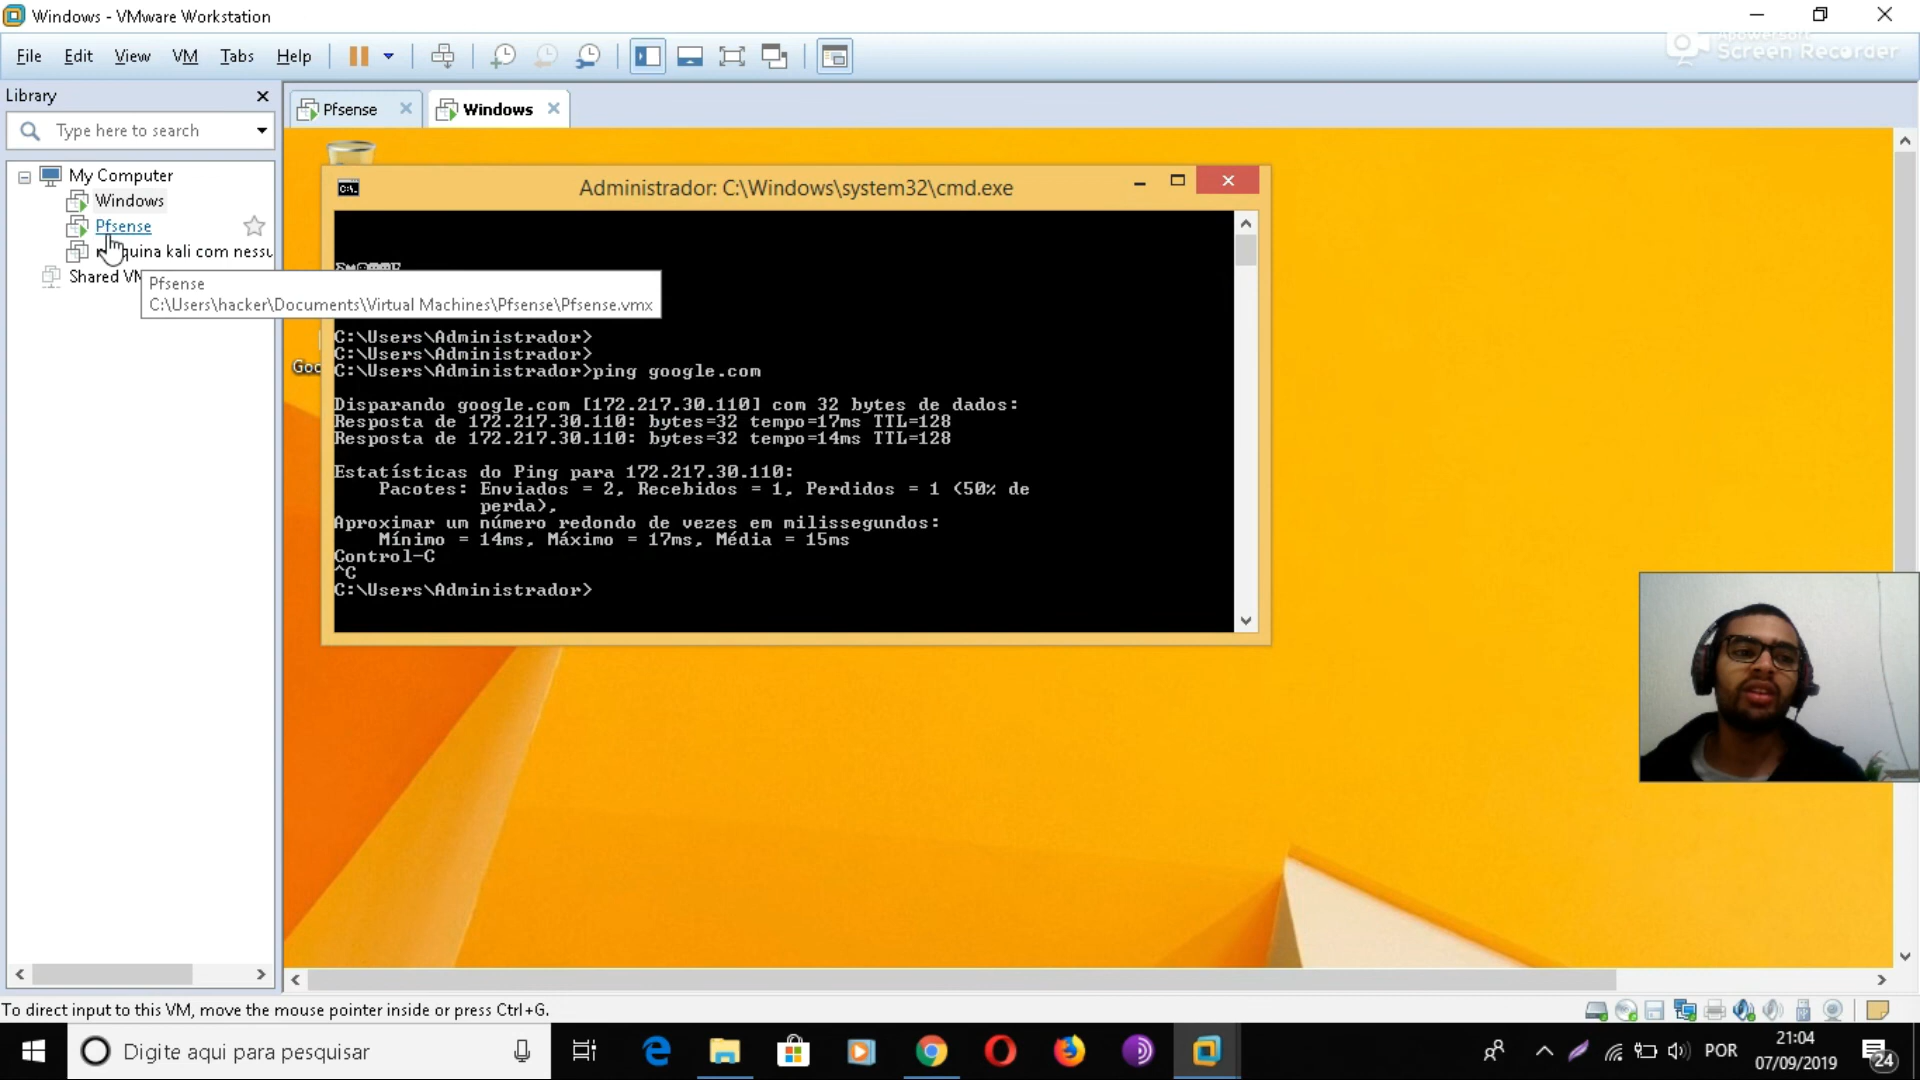 Windows - VMware Workstation
Apowersoft
Screen Recorder
File Edit View VM Tabs Help
Library
Pfsense
Windows
Type here to search
My Computer
Windows
Pfsense
quina kali com nessu
Shared VM
Pfsense
C:\Users\hacker\Documents\Virtual Machines\Pfsense\Pfsense.vmx
Goo
Administrador: C:\Windows\system32\cmd.exe
C:\Users\Administrador>
C:\Users\Administrador>
C:\Users\Administrador>ping google.com
Disparando google.com [172.217.30.110] com 32 bytes de dados:
Resposta de 172.217.30.110: bytes=32 tempo=17ms TTL=128
Resposta de 172.217.30.110: bytes=32 tempo=14ms TTL=128
Estatísticas do Ping para 172.217.30.110:
Pacotes: Enviados = 2, Recebidos = 1, Perdidos = 1 (50% de
perda),
Aproximar um número redondo de vezes em milissegundos:
Mínimo = 14ms, Máximo = 17ms, Média = 15ms
Control-C
^C
C:\Users\Administrador>
To direct input to this VM, move the mouse pointer inside or press Ctrl+G.
Digite aqui para pesquisar
POR
21:04
07/09/2019
24